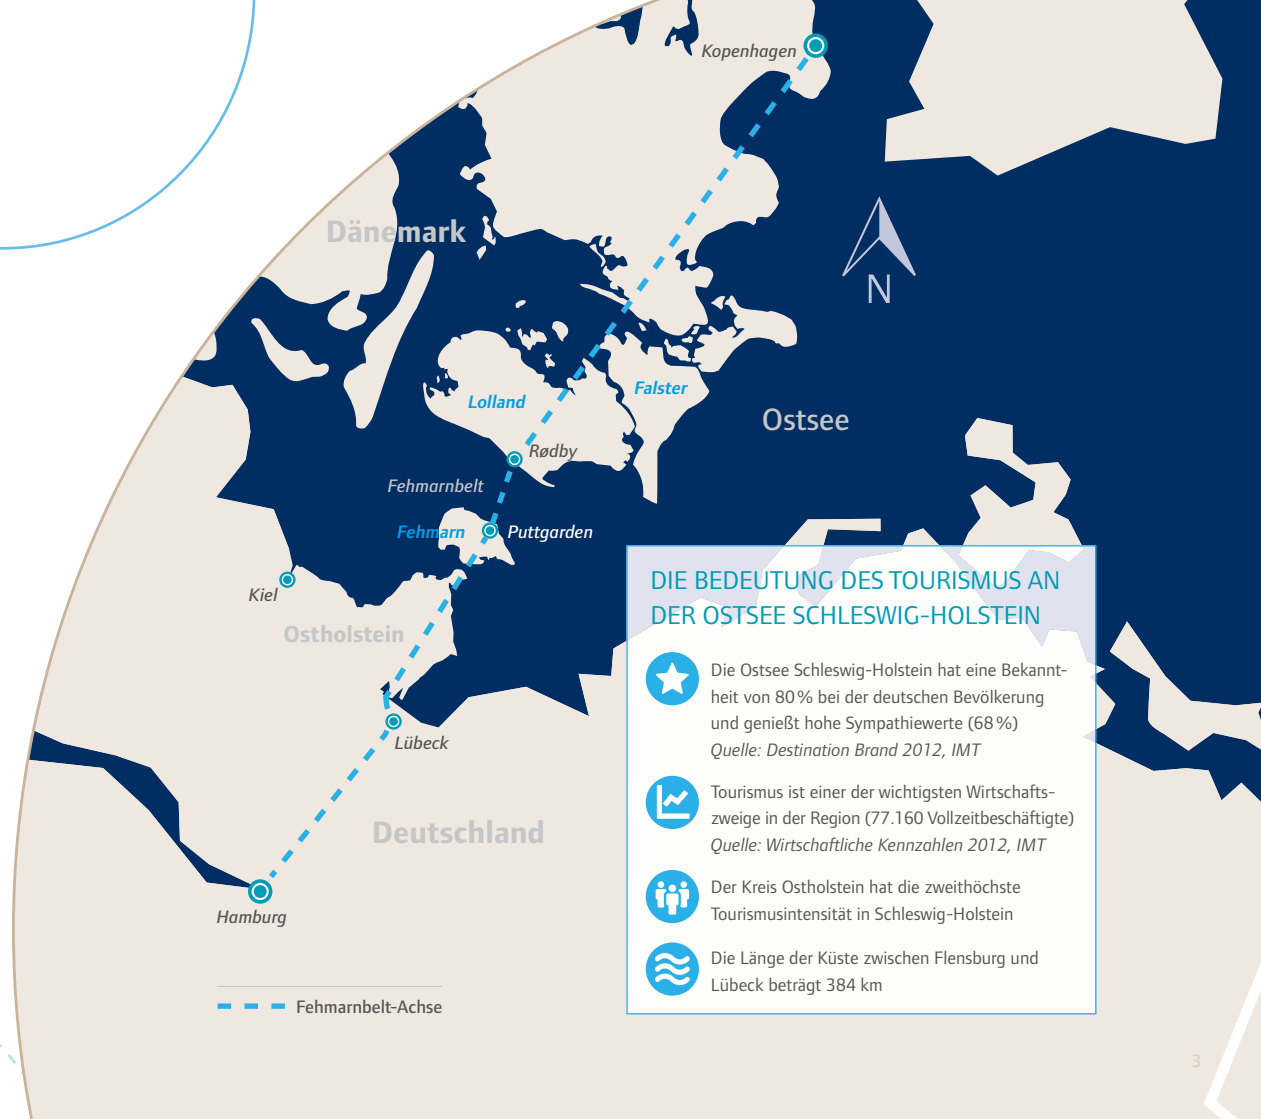 Kopenhagen
Dänemark
N
Lolland
Falster
Ostsee
Rødby
Fehmarnbelt
Fehmarn
Puttgarden
Kiel
Ostholstein
Lübeck
Deutschland
Hamburg
Fehmarnbelt-Achse
DIE BEDEUTUNG DES TOURISMUS AN
DER OSTSEE SCHLESWIG-HOLSTEIN
Die Ostsee Schleswig-Holstein hat eine Bekannt-
heit von 80 % bei der deutschen Bevölkerung
und genießt hohe Sympathiewerte (68 %)
Quelle: Destination Brand 2012, IMT
Tourismus ist einer der wichtigsten Wirtschafts-
zweige in der Region (77.160 Vollzeitbeschäftigte)
Quelle: Wirtschaftliche Kennzahlen 2012, IMT
Der Kreis Ostholstein hat die zweithöchste
Tourismusintensität in Schleswig-Holstein
Die Länge der Küste zwischen Flensburg und
Lübeck beträgt 384 km
3